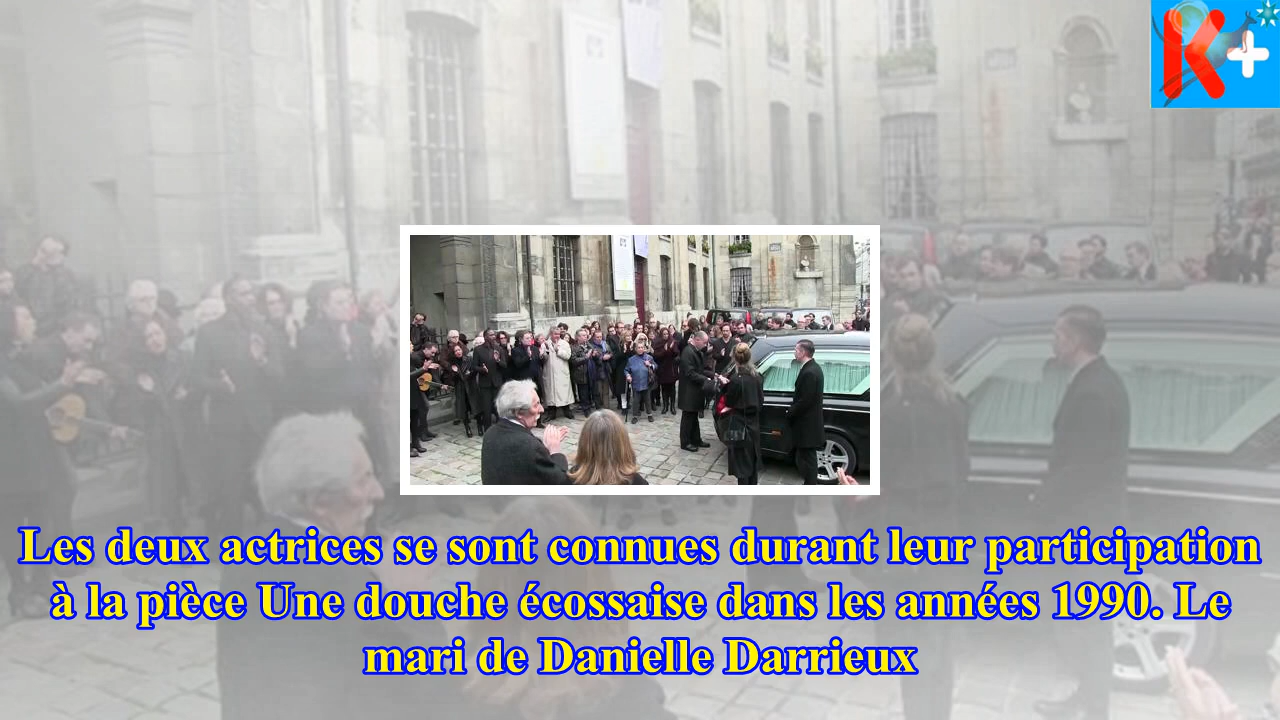 K+
Les deux actrices se sont connues durant leur participation
à la pièce Une douche écossaise dans les années 1990. Le
mari de Danielle Darrieux